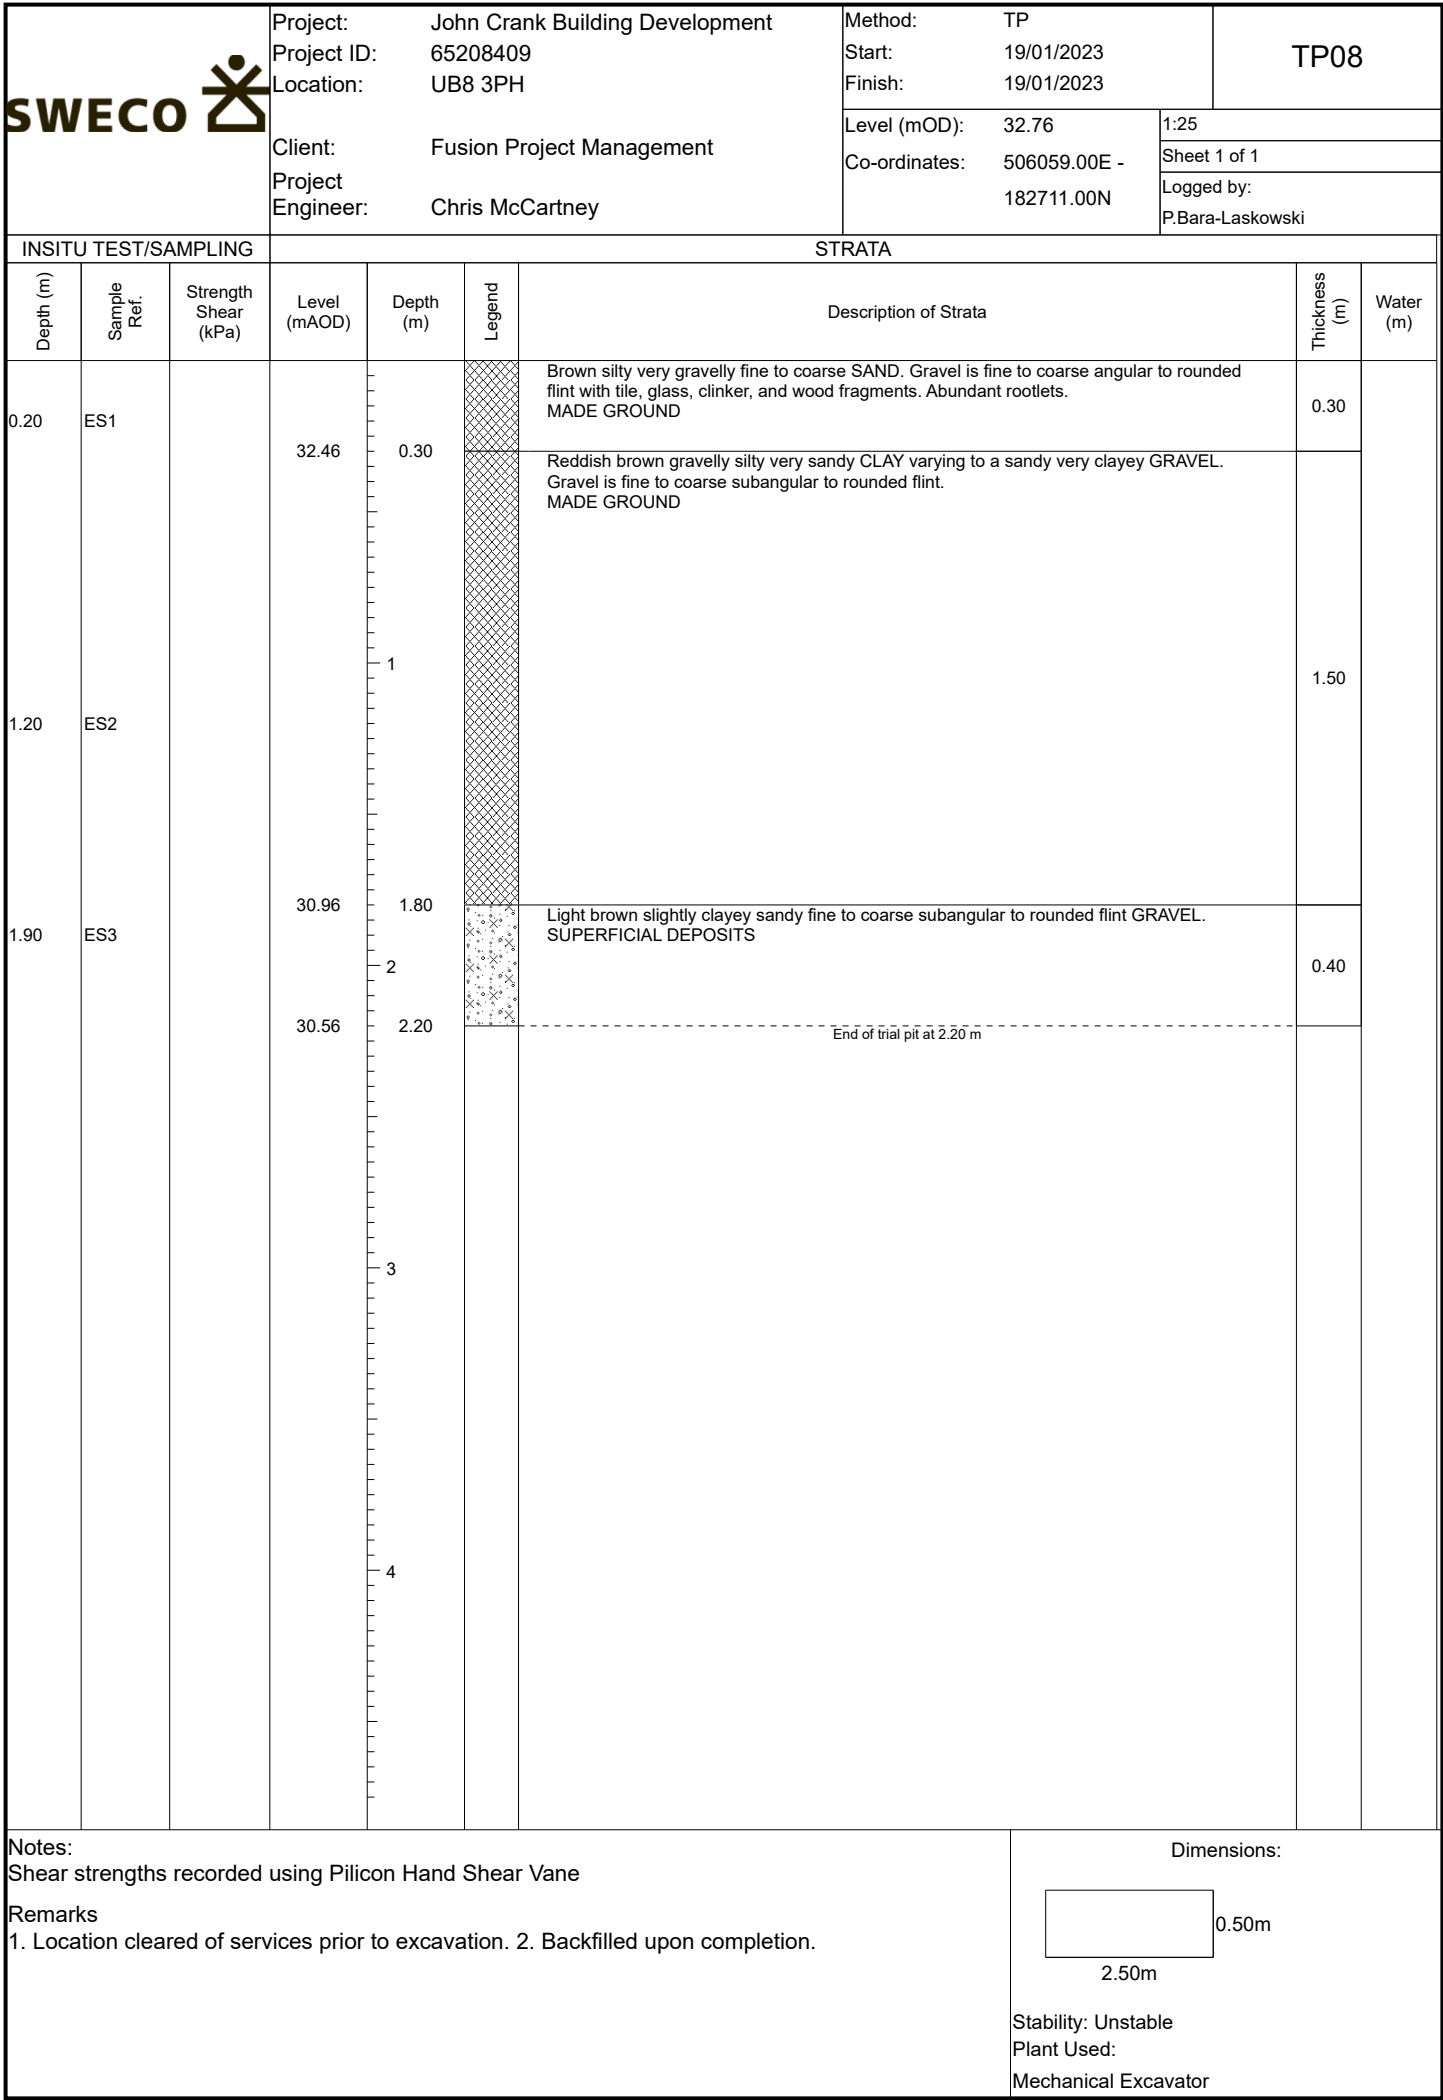 SWECO
Project: John Crank Building Development
Project ID: 65208409
Location: UB8 3PH
Client: Fusion Project Management
Project
Engineer: Chris McCartney
Method: TP
Start: 19/01/2023
Finish: 19/01/2023
TP08
Level (mOD): 32.76
Co-ordinates: 506059.00E -
182711.00N
1:25
Sheet 1 of 1
Logged by:
P.Bara-Laskowski
INSITU TEST/SAMPLING
STRATA
Depth (m)
Sample
Ref.
Strength
Shear
(kPa)
Level
(mAOD)
Depth
(m)
Legend
Description of Strata
Thickness
(m)
Water
(m)
Brown silty very gravelly fine to coarse SAND. Gravel is fine to coarse angular to rounded
flint with tile, glass, clinker, and wood fragments. Abundant rootlets.
MADE GROUND
0.30
0.20 ES1
32.46 0.30
Reddish brown gravelly silty very sandy CLAY varying to a sandy very clayey GRAVEL.
Gravel is fine to coarse subangular to rounded flint.
MADE GROUND
1
1.50
1.20 ES2
30.96 1.80
Light brown slightly clayey sandy fine to coarse subangular to rounded flint GRAVEL.
SUPERFICIAL DEPOSITS
1.90 ES3
2
0.40
30.56 2.20
End of trial pit at 2.20 m
3
4
Notes:
Shear strengths recorded using Pilicon Hand Shear Vane
Remarks
1. Location cleared of services prior to excavation. 2. Backfilled upon completion.
Dimensions:
0.50m
2.50m
Stability: Unstable
Plant Used:
Mechanical Excavator